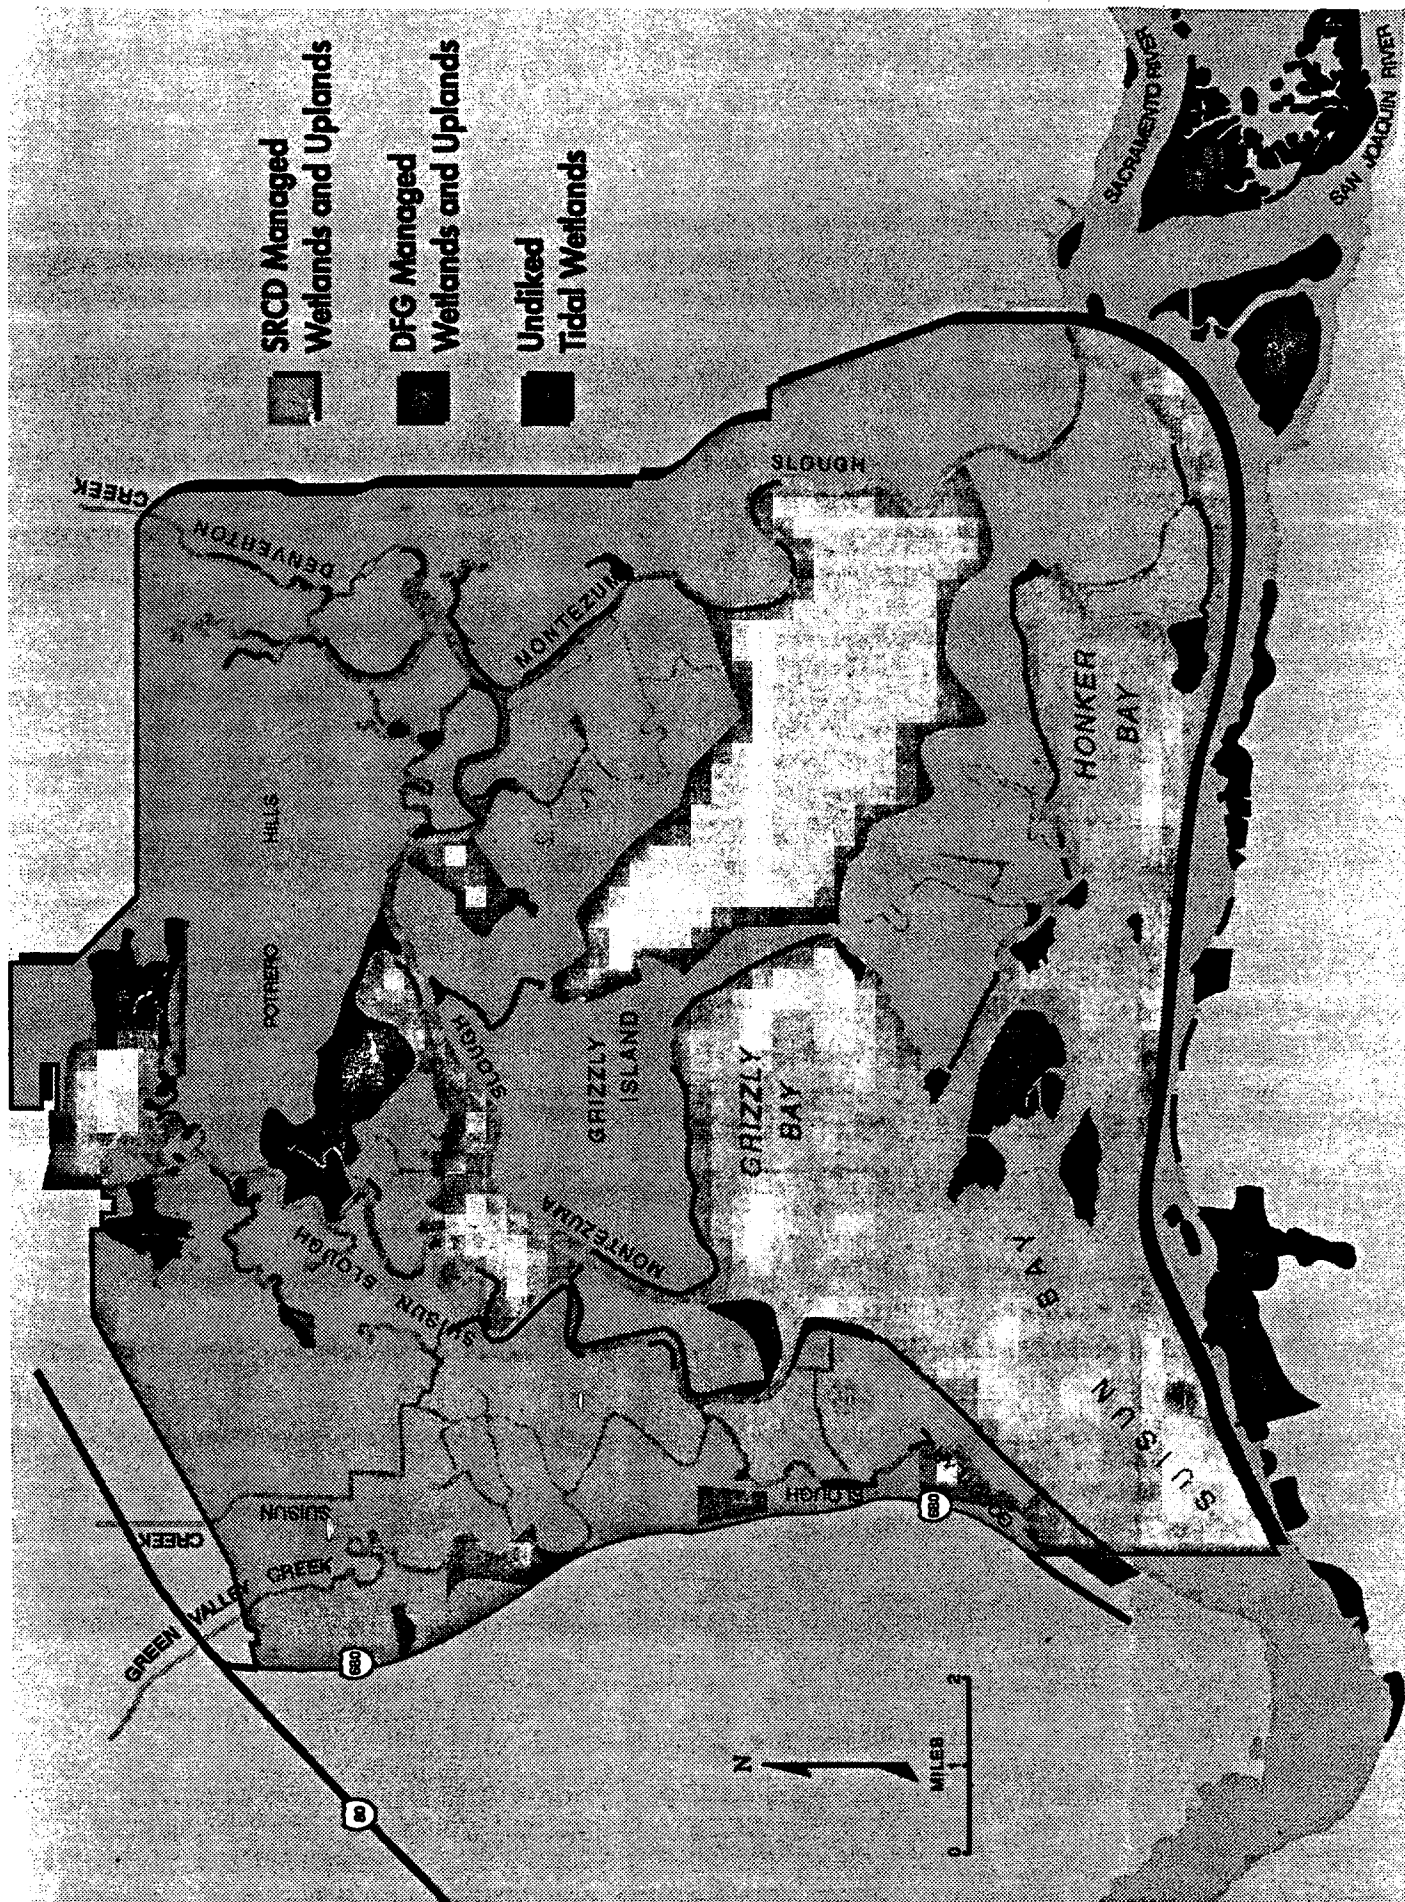 SRCD Managed
Wetlands and Uplands
DFG Managed
Wetlands and Uplands
Undiked
Tidal Wetlands
SACRAMENTO RIVER
SAN JOAQUIN RIVER
CREEK
DENVERTON
POTRERO
HILLS
MONTEZUMA
SLOUGH
SLOUGH
GRIZZLY
ISLAND
MONTEZUMA
GRIZZLY
BAY
HONKER
BAY
SUISUN
SLOUGH
SUISUN
CREEK
GREEN VALLEY CREEK
SLOUGH
SUISUN
BAY
680
680
80
N
MILES
0
1
2